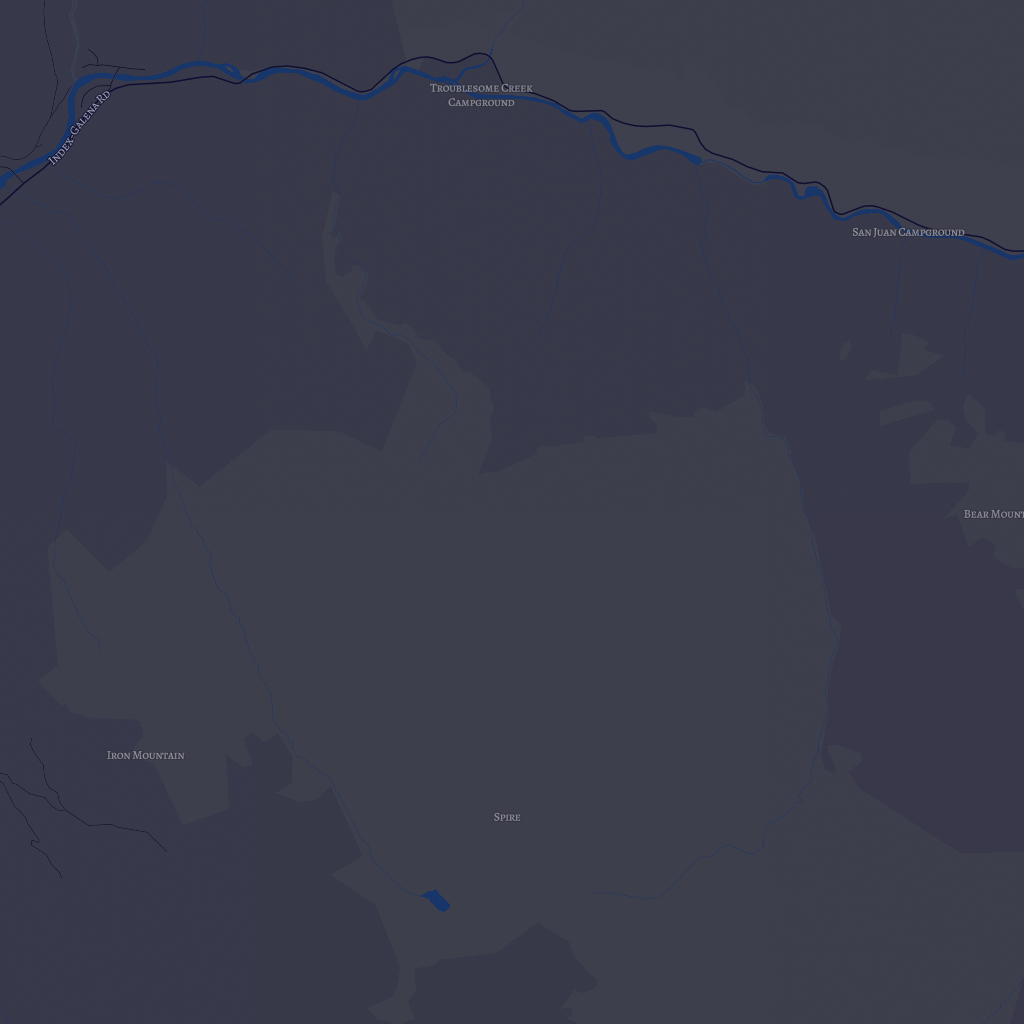 Troublesome Creek
Campground
Index-Galena Rd
San Juan Campground
Bear Mount
Iron Mountain
Spire